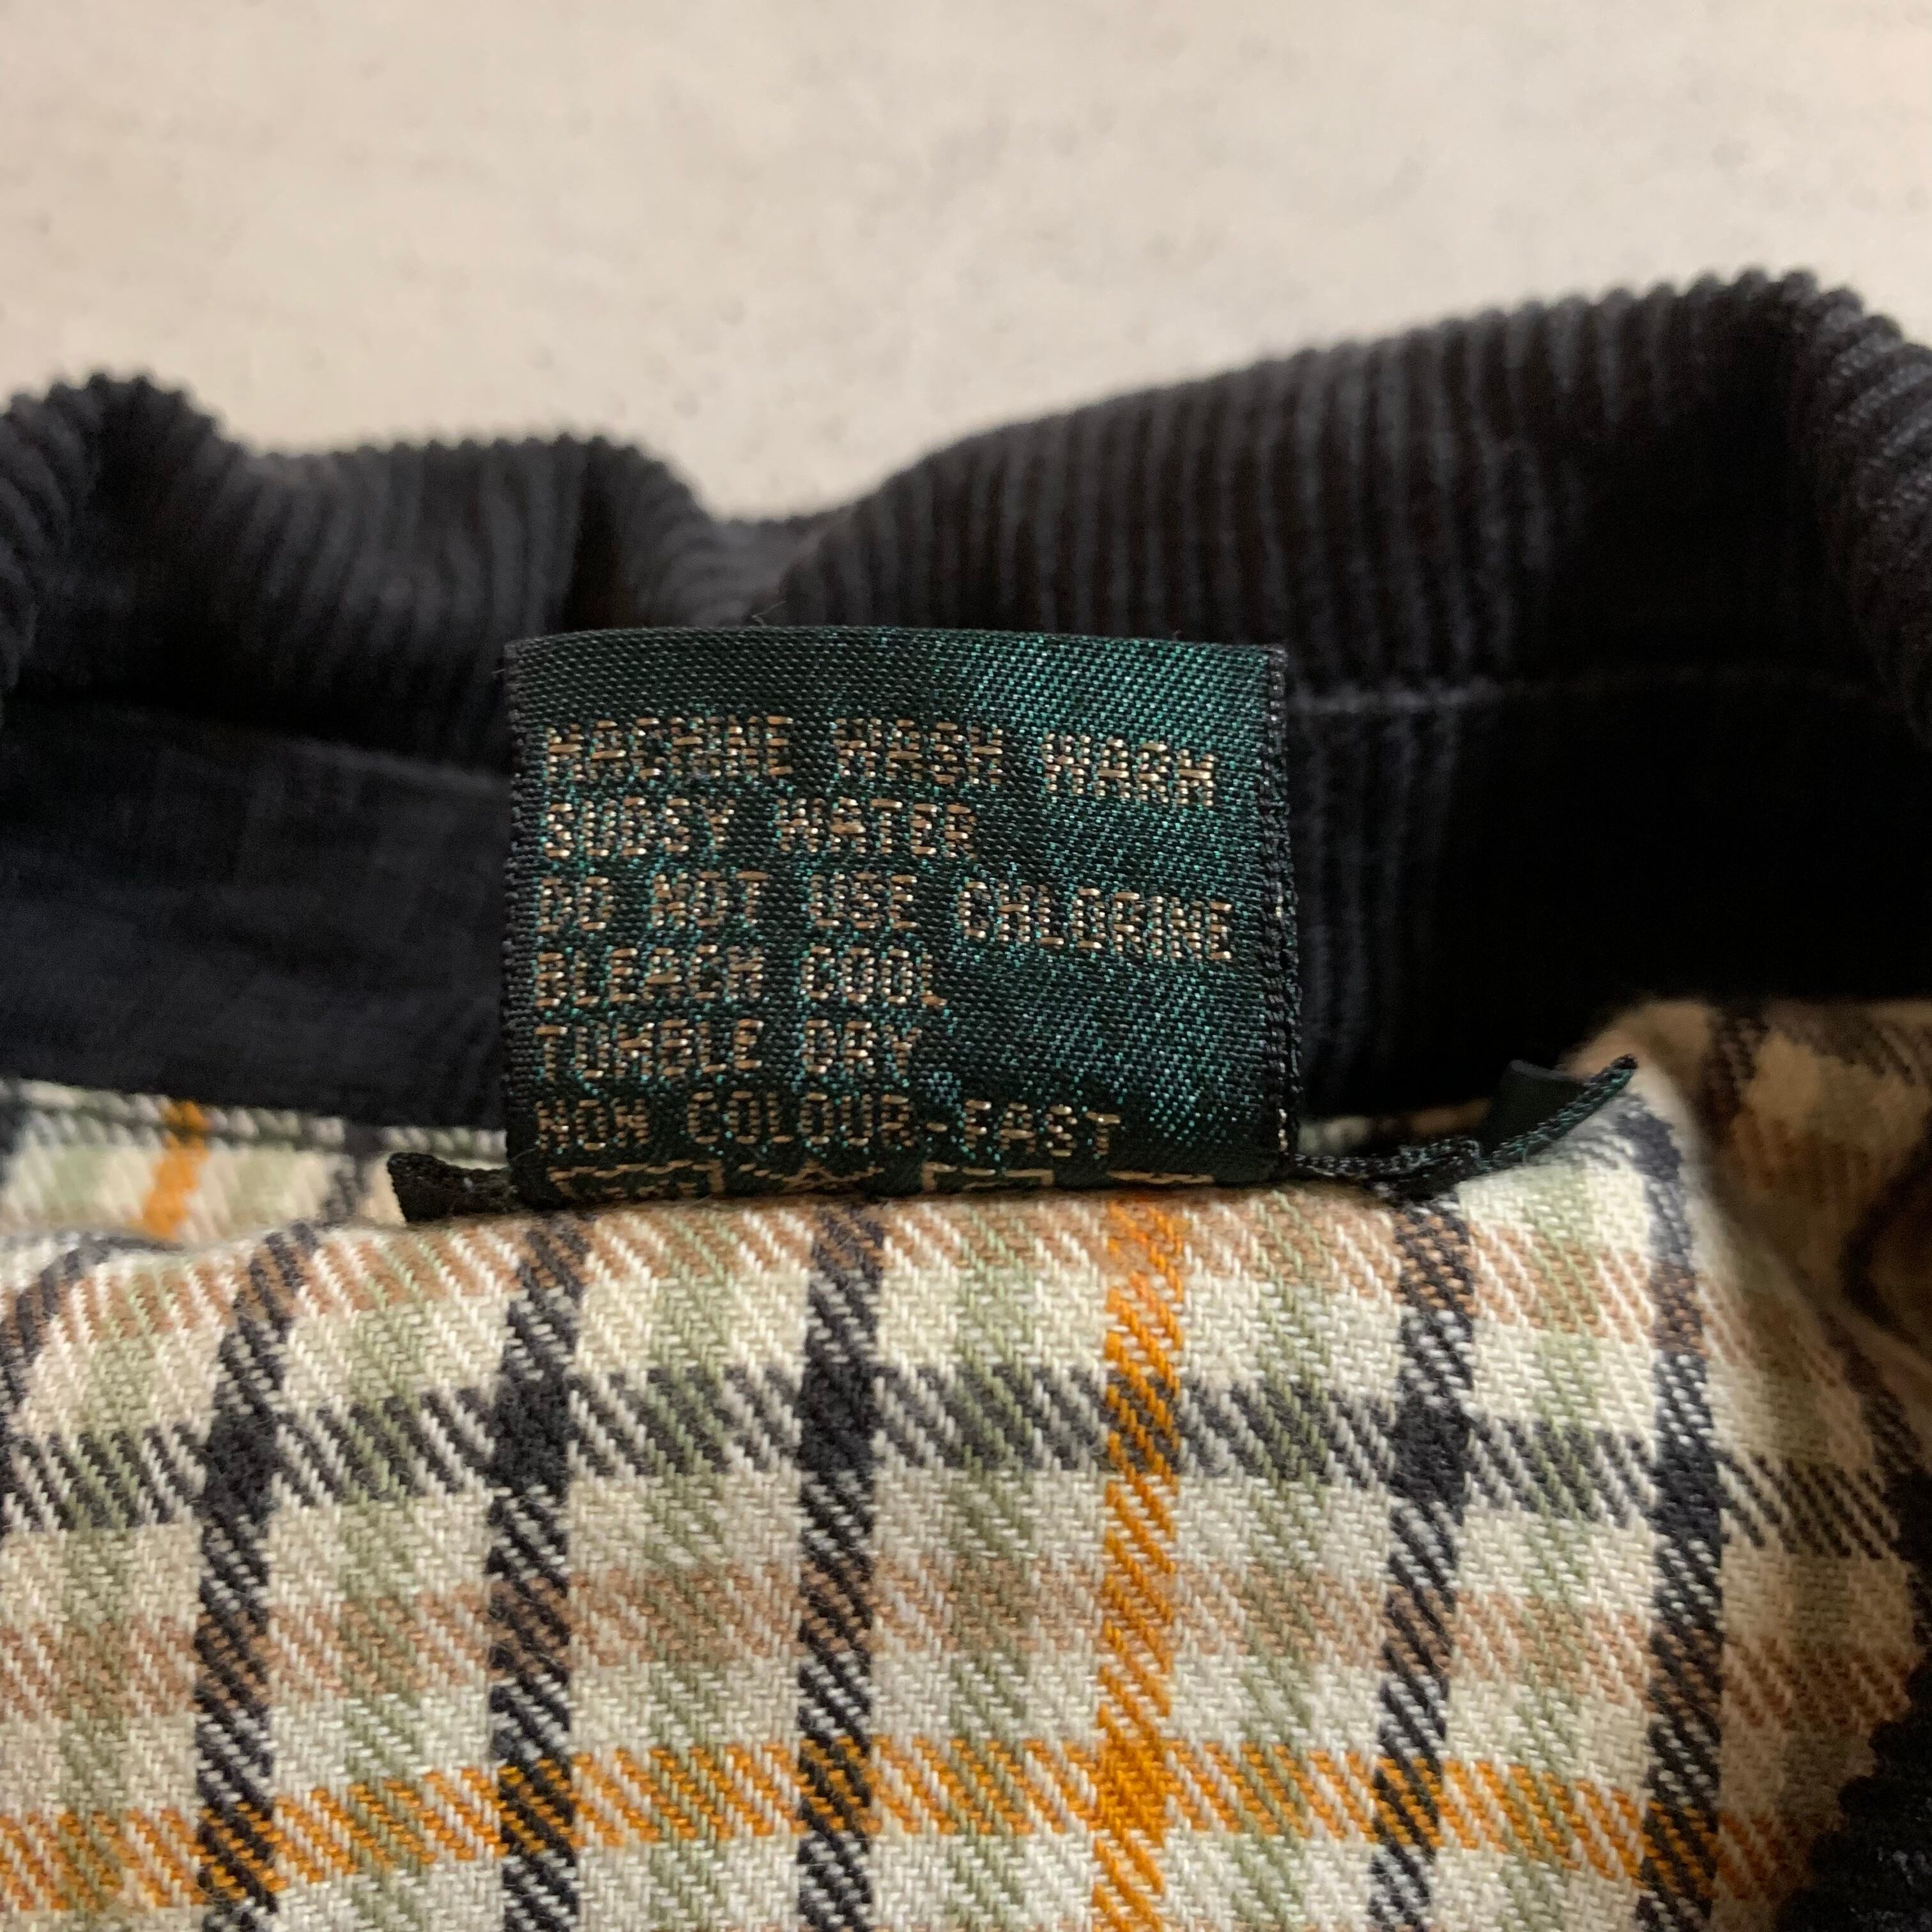 MACHINE WASH WARM
SUDSY WATER
DO NOT USE CHLORINE
BLEACH COOL
TUMBLE DRY
NON COLOUR-FAST